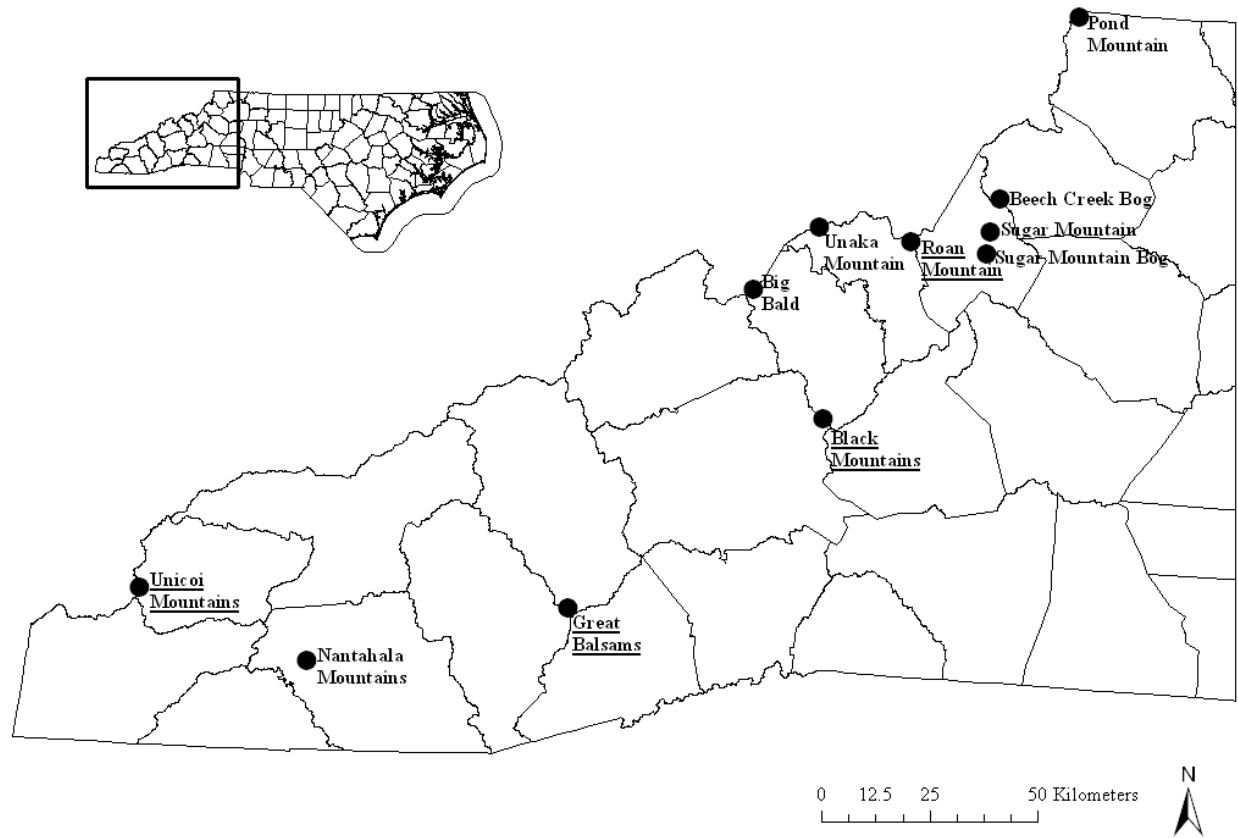 Pond
Mountain
Beech Creek Bog
Sugar Mountain
Sugar Mountain Bog
Unaka
Mountain
Roan
Mountain
Big
Bald
Black
Mountains
Unicoi
Mountains
Great
Balsams
Nantahala
Mountains
N
0 12.5 25 50 Kilometers